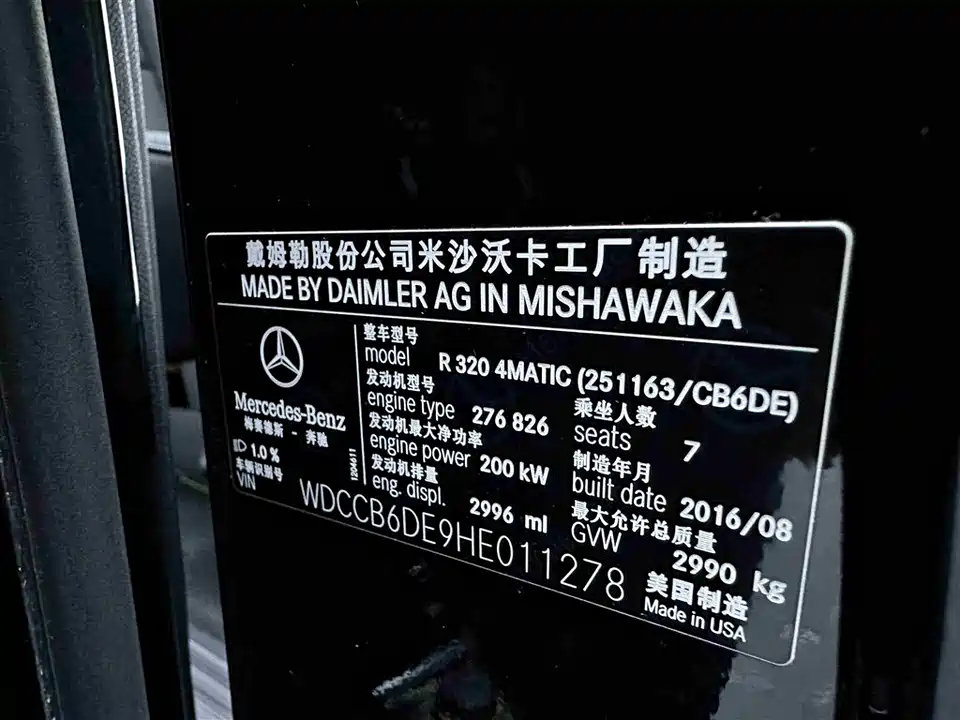 戴姆勒股份公司米沙沃卡工厂 制造
MADE BY DAIMLER AG IN MISHAWAKA
Mercedes-Benz
梅赛德斯 - 奔驰
1.0 %
整车型号
model R 320 4MATIC (251163/CB6DE)
发动机型号
engine type 276 826
发动机最大净功率
engine power 200 kW
发动机排量
eng. displ. 2996 ml
乘坐人数
seats 7
制造年月
built date 2016/08
最大允许总质量
GVW 2990 kg
1204611
车辆识别号
VIN WDCCB6DE9HE011278
美国制造
Made in USA